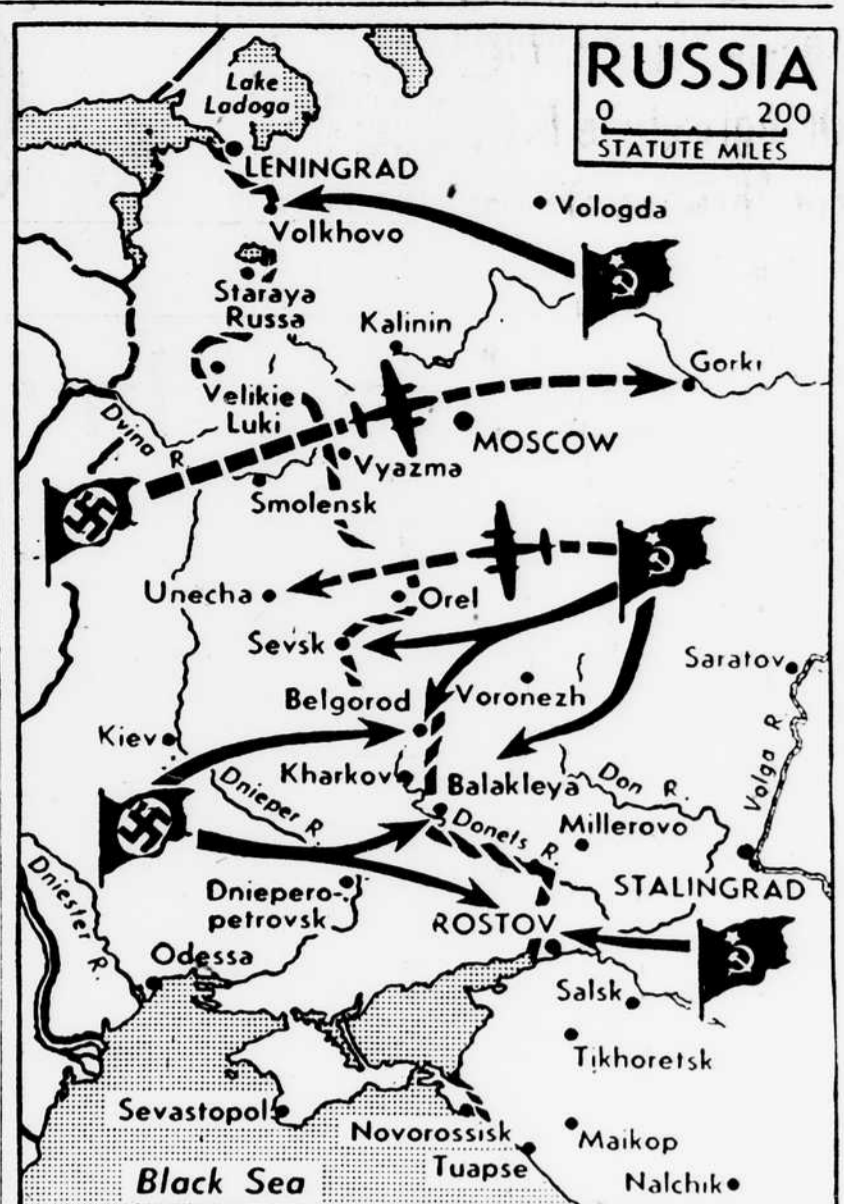 RUSSIA
0 200
STATUTE MILES
Lake
Ladoga
LENINGRAD
Vologda
Volkhovo
Staraya
Russa
Kalinin
Gorki
Velikie
Luki
Dvina R.
MOSCOW
Vyazma
Smolensk
Unecha
Orel
Sevsk
Saratov
Belgorod
Voronezh
Kiev
Kharkov
Balakleya
Don R.
Volga R.
Dnieper R.
Donets R.
Millerovo
Dniester R.
Dniepero-
petrovsk
STALINGRAD
ROSTOV
Odessa
Salsk
Tikhoretsk
Sevastopol
Novorossisk
Maikop
Tuapse
Black Sea
Nalchik